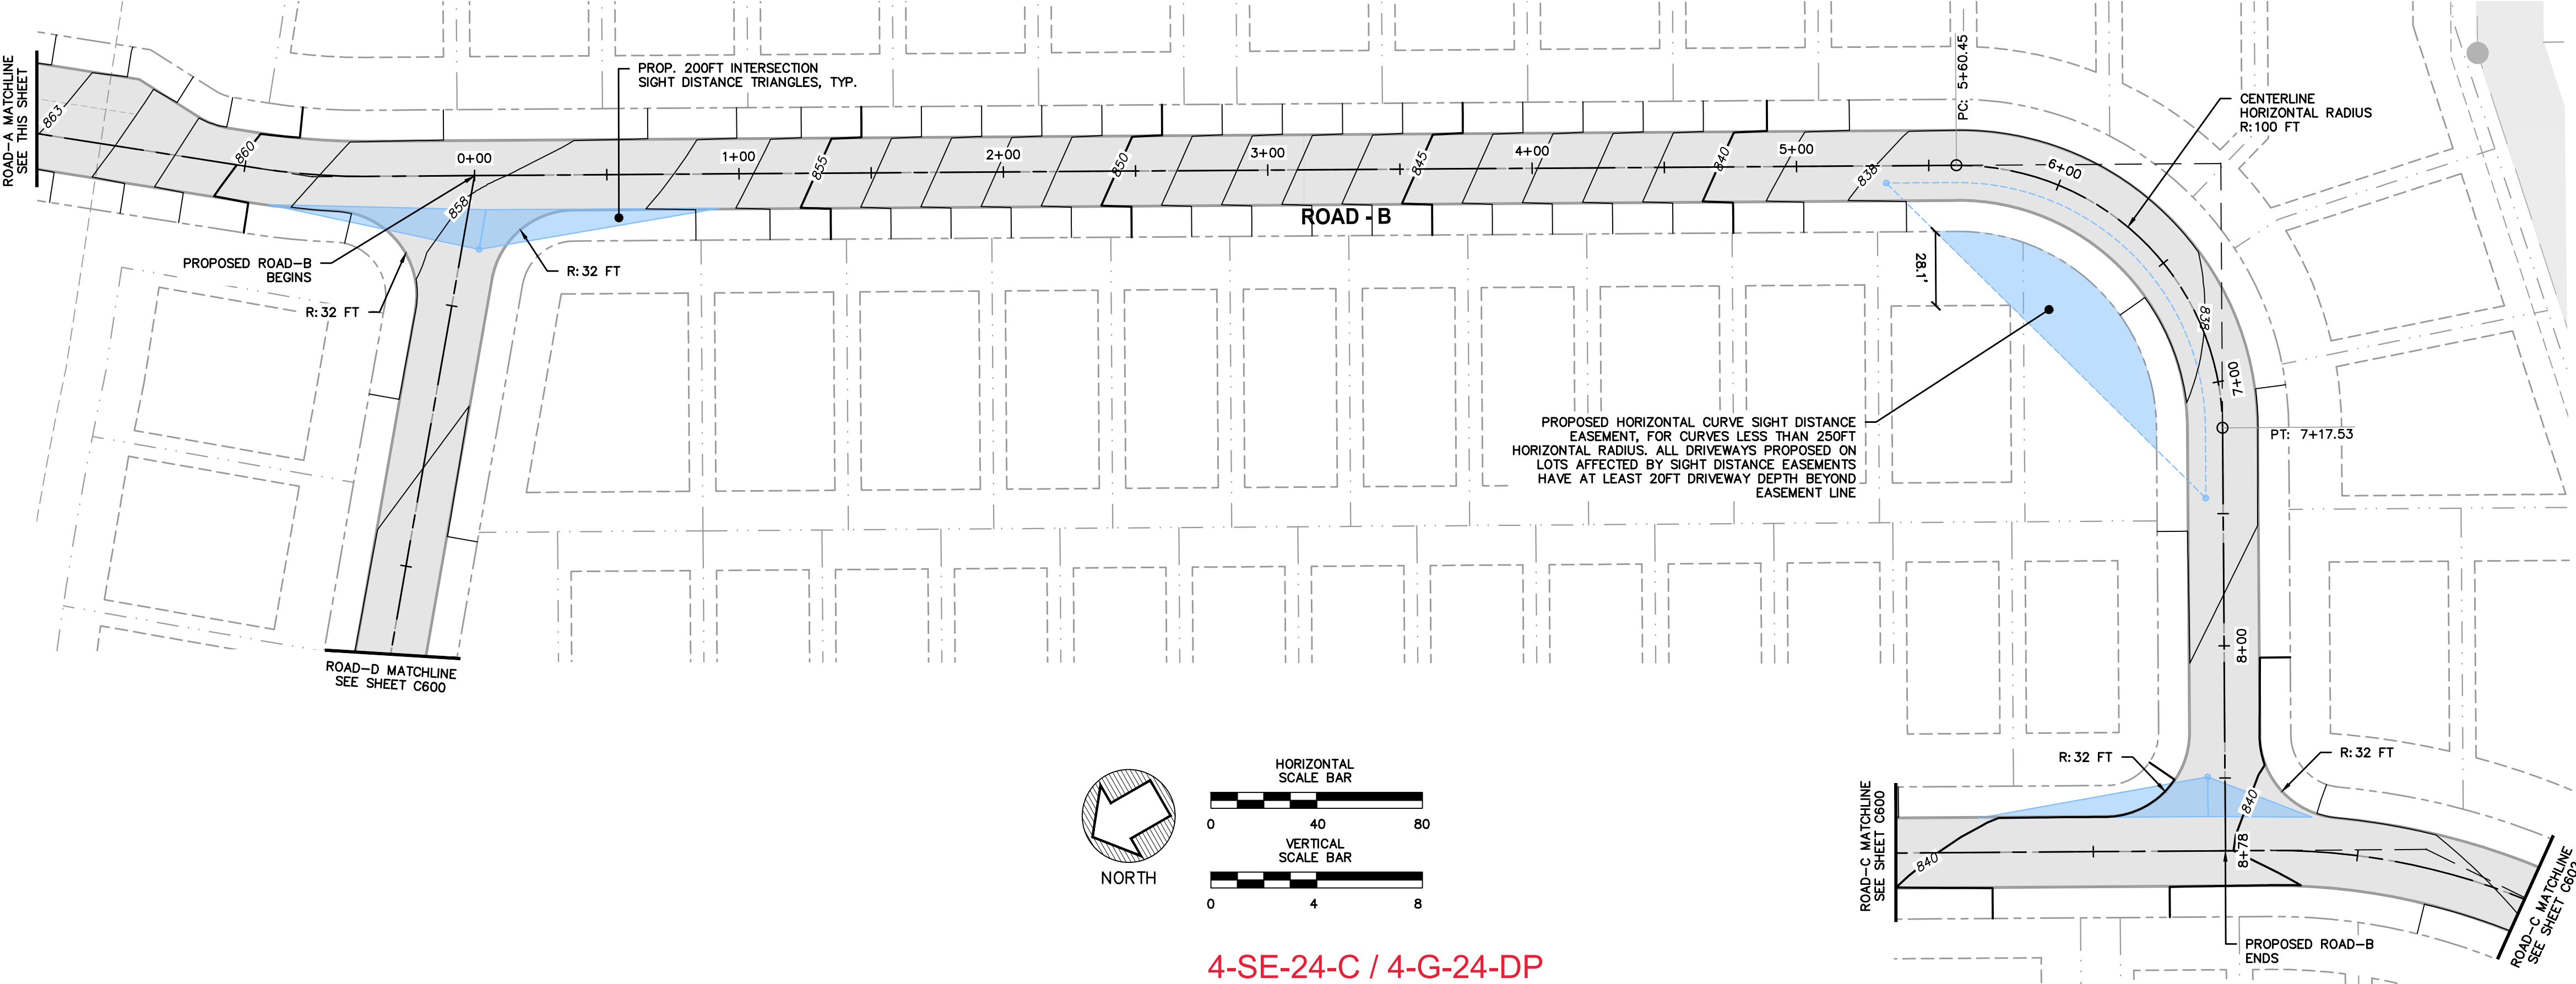 ROAD-A MATCHLINE
SEE THIS SHEET
863
860
858
PROP. 200FT INTERSECTION
SIGHT DISTANCE TRIANGLES, TYP.
0+00
1+00
855
2+00
850
3+00
845
4+00
840
5+00
838
PC: 5+60.45
6+00
CENTERLINE
HORIZONTAL RADIUS
R:100 FT
ROAD - B
PROPOSED ROAD-B
BEGINS
R:32 FT
R:32 FT
28.1'
838
7+00
PT: 7+17.53
PROPOSED HORIZONTAL CURVE SIGHT DISTANCE
EASEMENT, FOR CURVES LESS THAN 250FT
HORIZONTAL RADIUS. ALL DRIVEWAYS PROPOSED ON
LOTS AFFECTED BY SIGHT DISTANCE EASEMENTS
HAVE AT LEAST 20FT DRIVEWAY DEPTH BEYOND
EASEMENT LINE
ROAD-D MATCHLINE
SEE SHEET C600
8+00
R:32 FT
R:32 FT
840
8+78
840
ROAD-C MATCHLINE
SEE SHEET C600
ROAD-C MATCHLINE
SEE SHEET C602
PROPOSED ROAD-B
ENDS
NORTH
HORIZONTAL
SCALE BAR
0 40 80
VERTICAL
SCALE BAR
0 4 8
4-SE-24-C / 4-G-24-DP